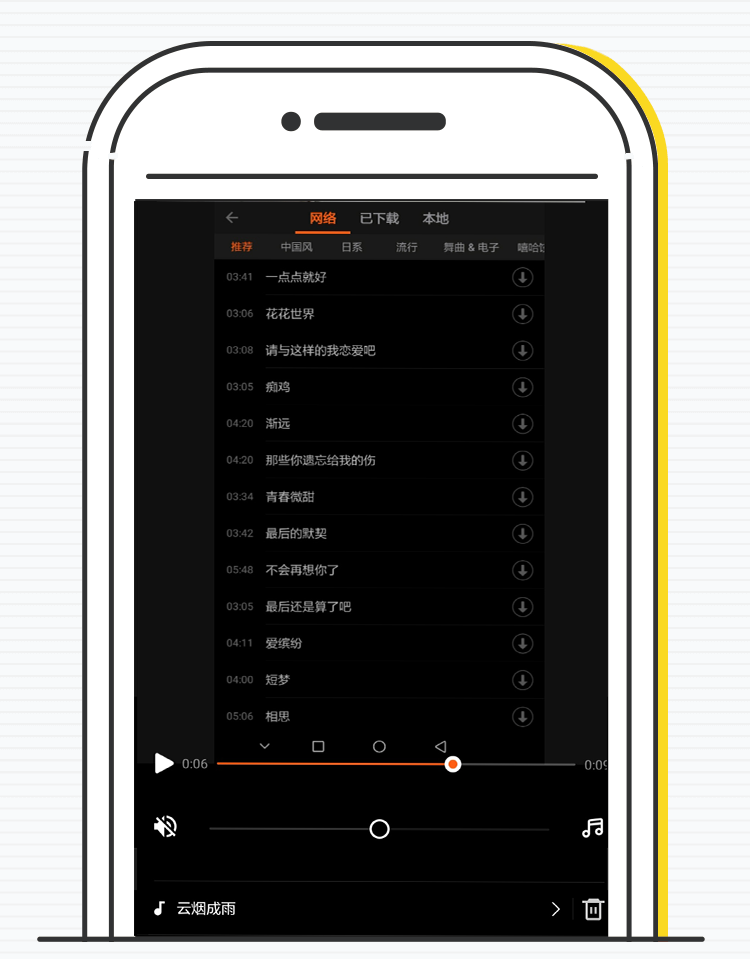 网络 已下载 本地
推荐 中国风 日系 流行 舞曲 & 电子 嘻哈
03:41 一点点就好
03:06 花花世界
03:08 请与这样的我恋爱吧
03:05 痴鸡
04:20 渐远
04:20 那些你遗忘给我的伤
03:34 青春微甜
03:42 最后的默契
05:48 不会再想你了
03:05 最后还是算了吧
04:11 爱缤纷
04:00 短梦
05:06 相思
0:06 0:09
云烟成雨